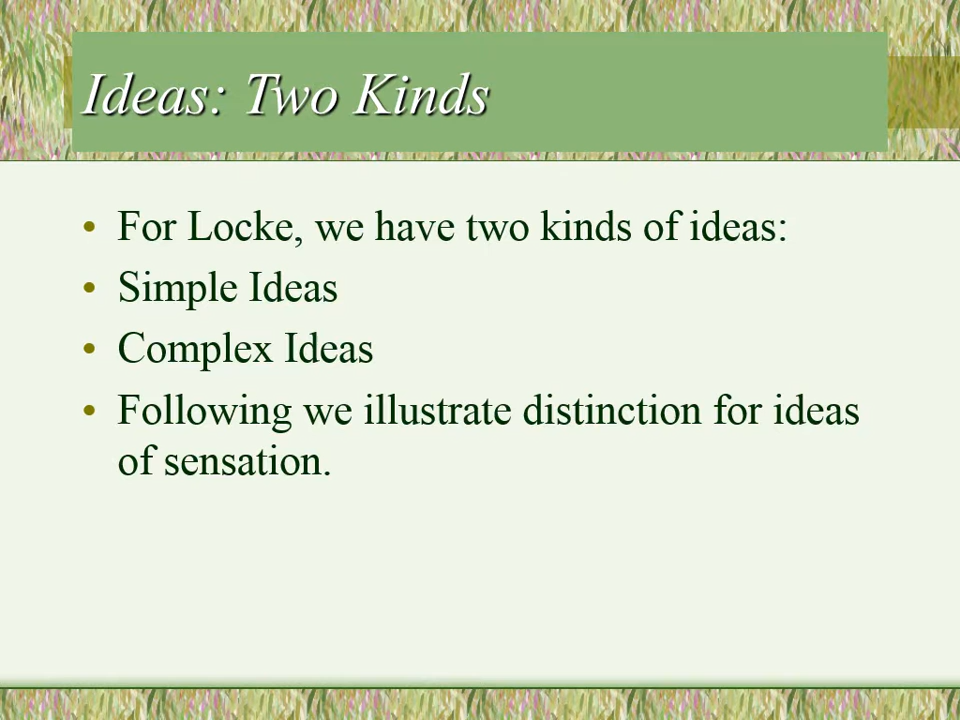 Ideas: Two Kinds
• For Locke, we have two kinds of ideas:
• Simple Ideas
• Complex Ideas
• Following we illustrate distinction for ideas
of sensation.